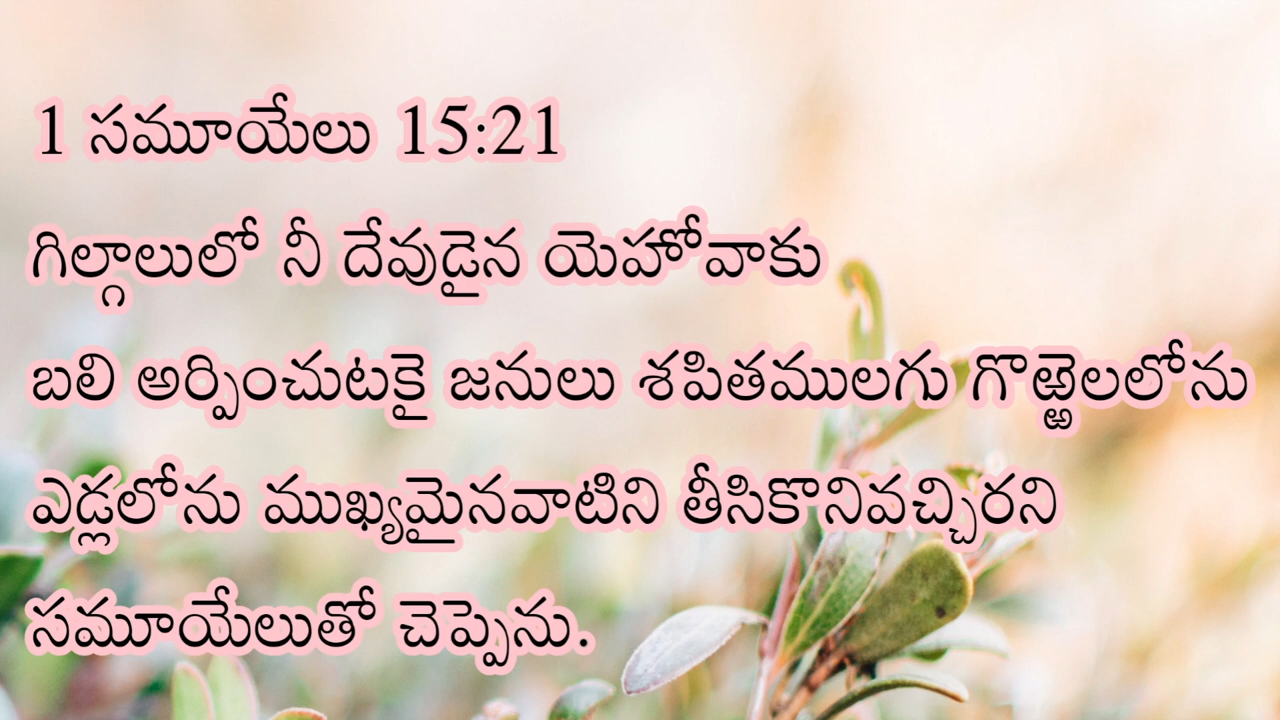 1 సమూయేలు 15:21
గిల్గాలులో నీ దేవుడైన యెహోవాకు
బలి అర్పించుటకై జనులు శపితములగు గొఱ్ఱెలలోను
ఎడ్లలోను ముఖ్యమైనవాటిని తీసికొనివచ్చిరని
సమూయేలుతో చెప్పెను.